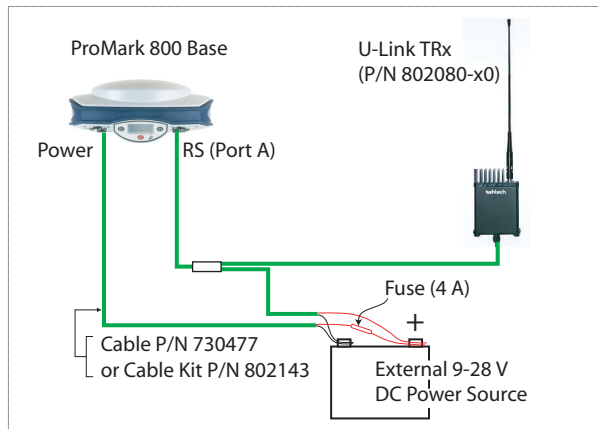 ProMark 800 Base
U-Link TRx
(P/N 802080-x0)
Power
RS (Port A)
ashtech
Fuse (4 A)
+
Cable P/N 730477
or Cable Kit P/N 802143
External 9-28 V
DC Power Source